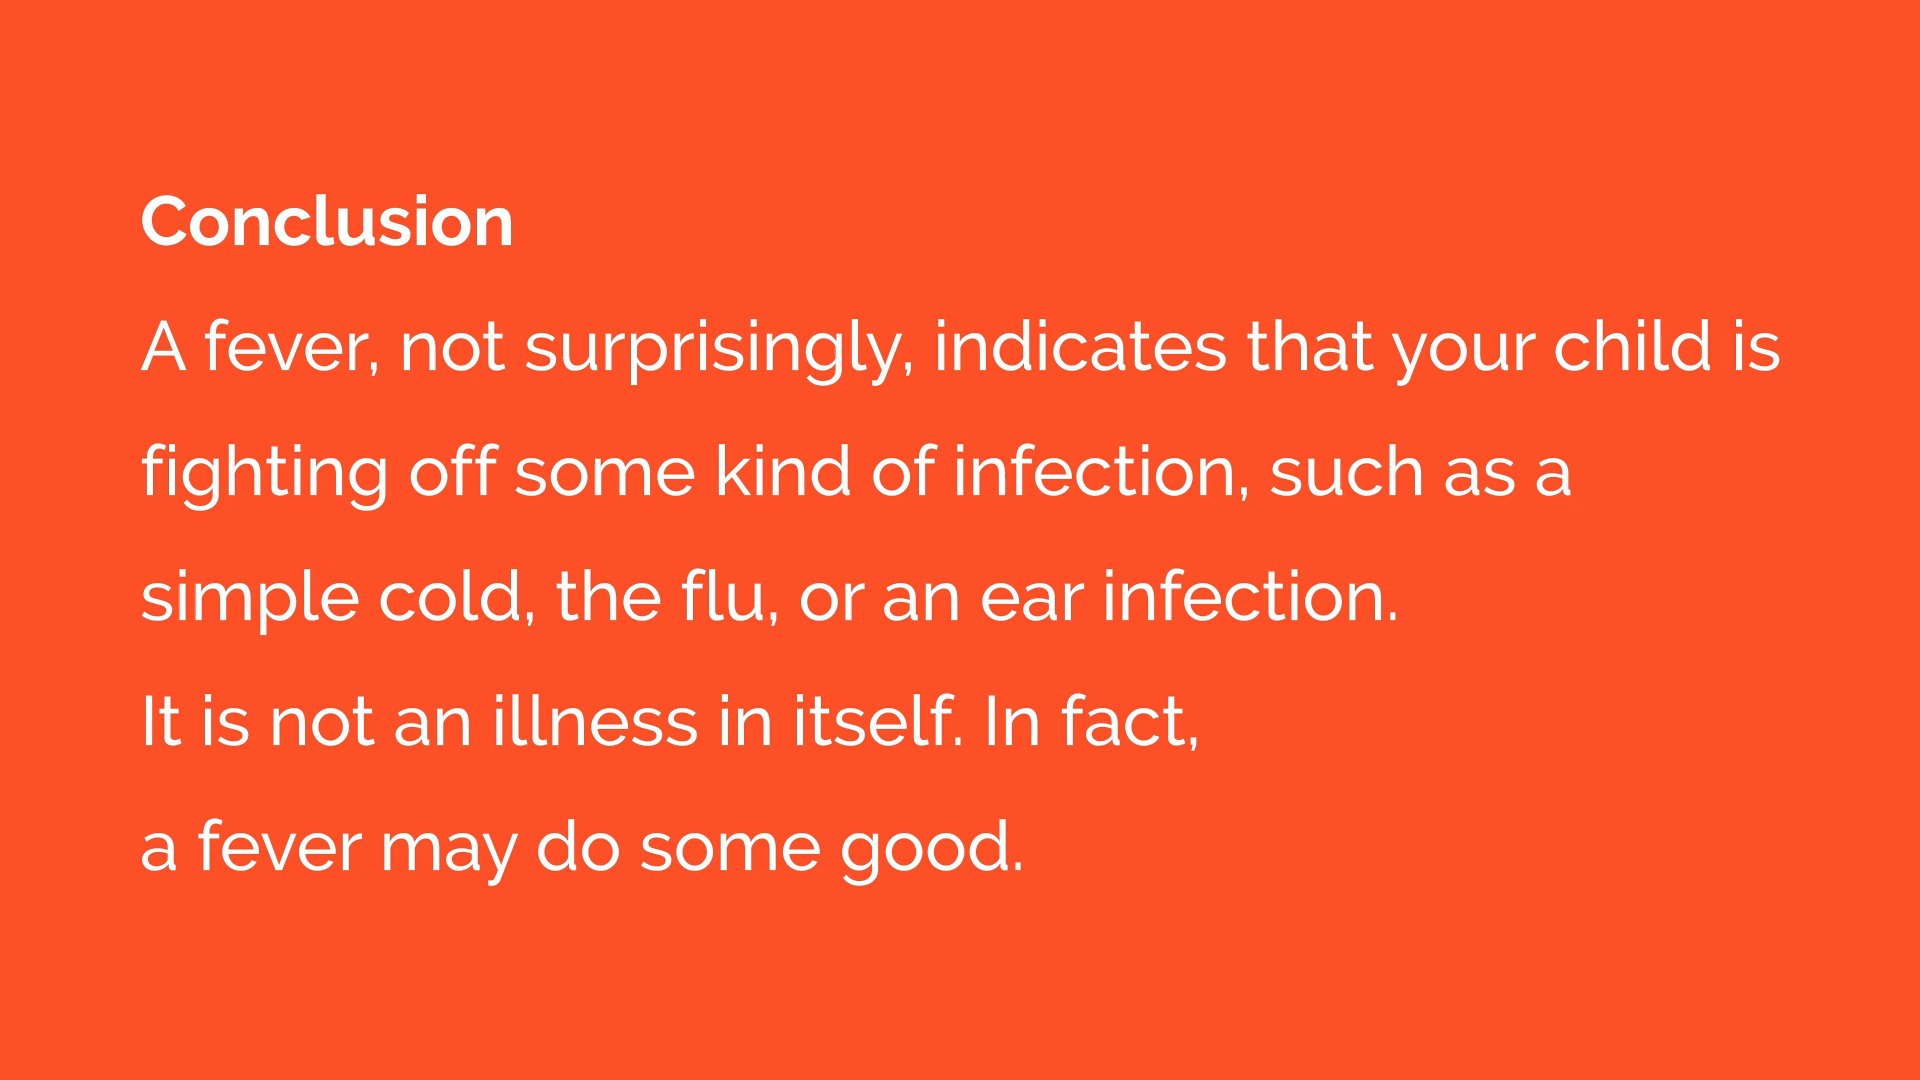 Conclusion
A fever, not surprisingly, indicates that your child is
fighting off some kind of infection, such as a
simple cold, the flu, or an ear infection.
It is not an illness in itself. In fact,
a fever may do some good.